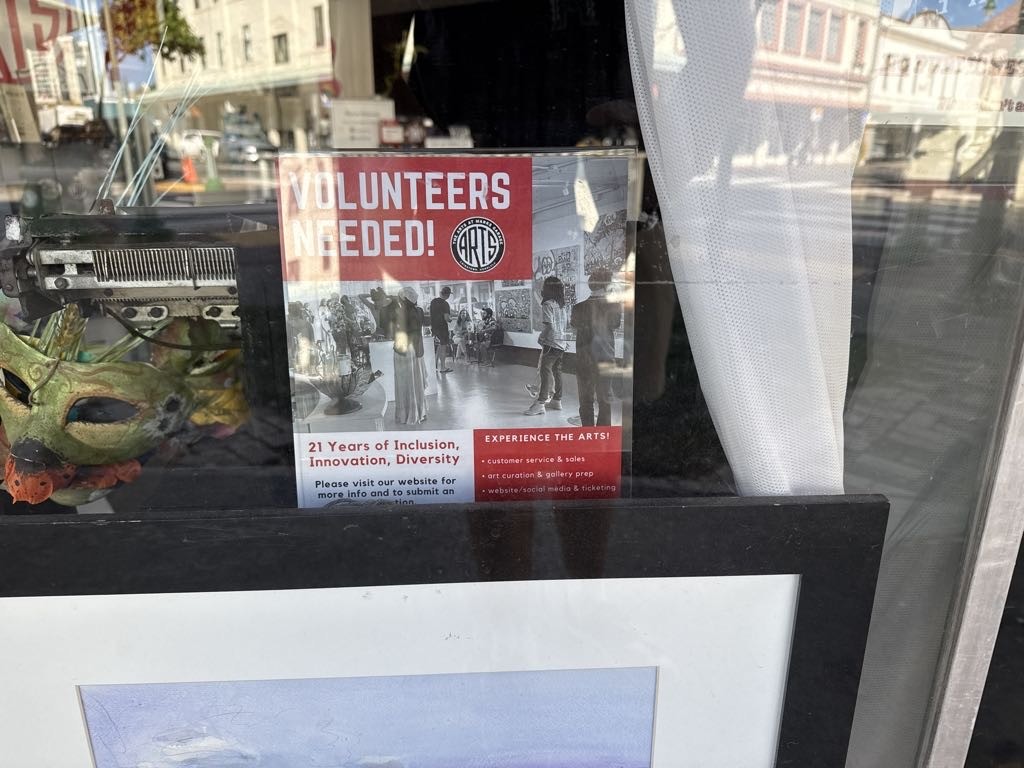 VOLUNTEERS
NEEDED!
ARTS
21 Years of Inclusion,
Innovation, Diversity
Please visit our website for
more info and to submit an
EXPERIENCE THE ARTS!
• customer service & sales
• art curation & gallery prep
• website/social media & ticketing